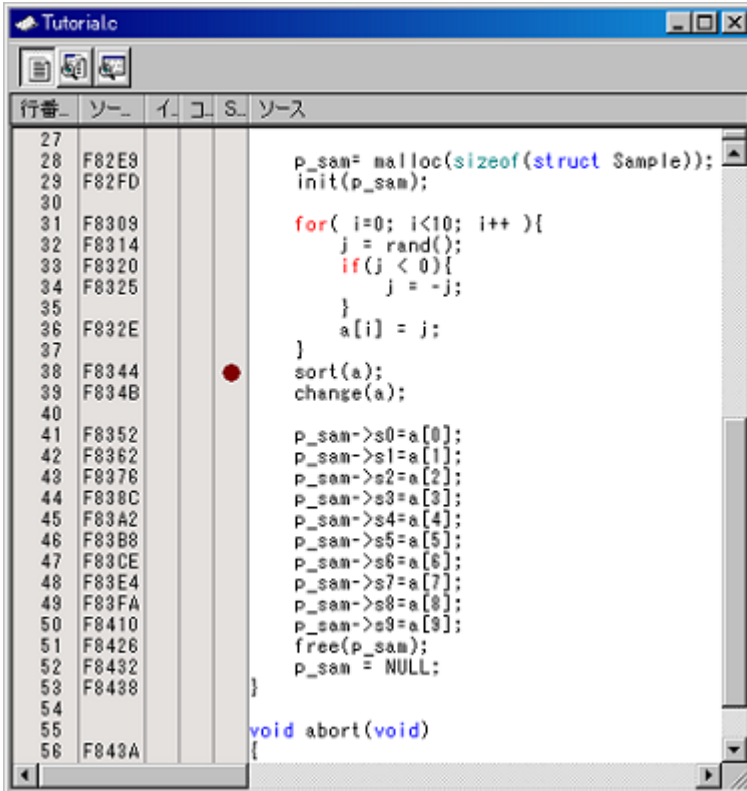 Tutorial.c
行番... ソー... イ... コ... S... ソース
27
28 F82E9 p_sam= malloc(sizeof(struct Sample));
29 F82FD init(p_sam);
30
31 F8309 for( i=0; i<10; i++ ){
32 F8314 j = rand();
33 F8320 if(j < 0){
34 F8325 j = -j;
35 }
36 F832E a[i] = j;
37 }
38 F8344 sort(a);
39 F834B change(a);
40
41 F8352 p_sam->s0=a[0];
42 F8362 p_sam->s1=a[1];
43 F8376 p_sam->s2=a[2];
44 F838C p_sam->s3=a[3];
45 F83A2 p_sam->s4=a[4];
46 F83B8 p_sam->s5=a[5];
47 F83CE p_sam->s6=a[6];
48 F83E4 p_sam->s7=a[7];
49 F83FA p_sam->s8=a[8];
50 F8410 p_sam->s9=a[9];
51 F8426 free(p_sam);
52 F8432 p_sam = NULL;
53 F8438 }
54
55 void abort(void)
56 F843A {